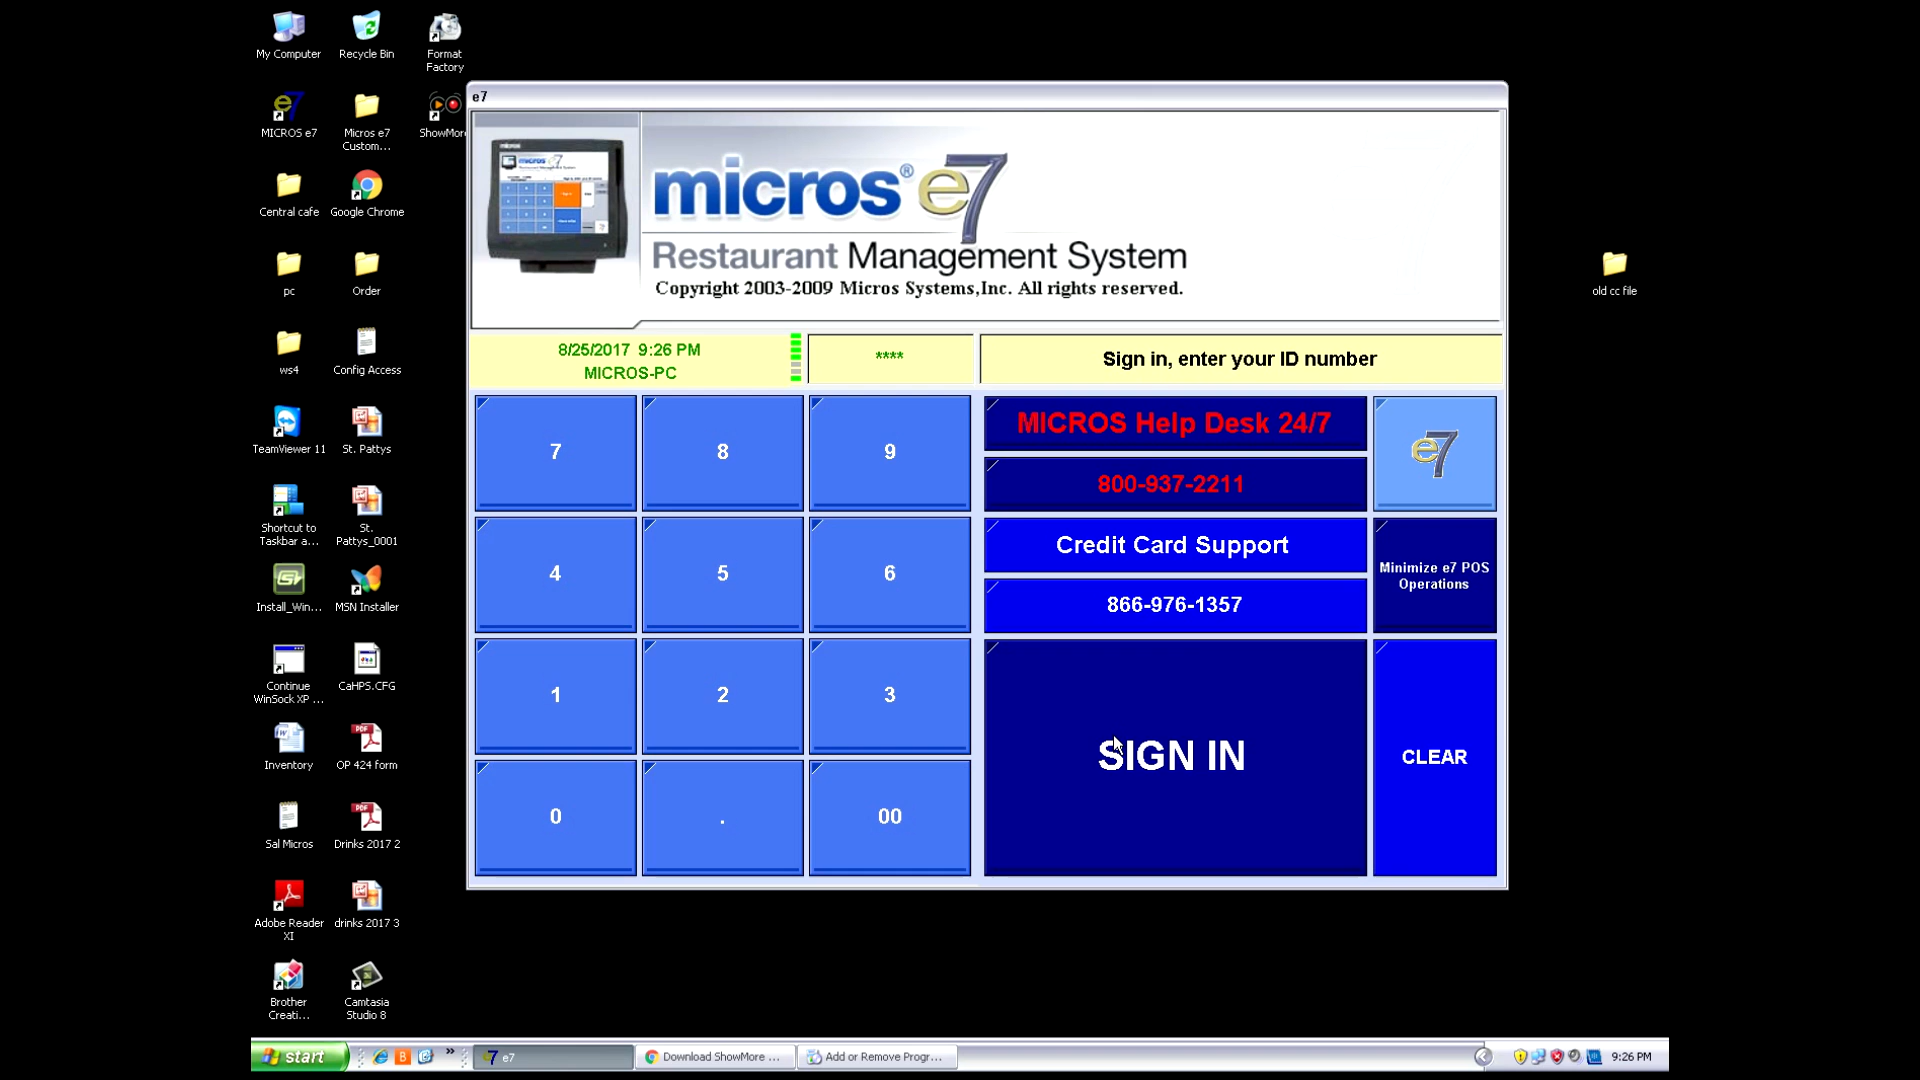 My Computer
Recycle Bin
Format
Factory
MICROS e7
Micros e7
Custom...
ShowMor
Central cafe
Google Chrome
pc
Order
ws4
Config Access
TeamViewer 11
St. Pattys
Shortcut to
Taskbar a...
St.
Pattys_0001
Install_Win...
MSN Installer
Continue
WinSock XP ...
CaHPS.CFG
Inventory
OP 424 form
Sal Micros
Drinks 2017 2
Adobe Reader
XI
drinks 2017 3
Brother
Creati...
Camtasia
Studio 8
old cc file
e7
micros® e7
Restaurant Management System
Copyright 2003-2009 Micros Systems,Inc. All rights reserved.
8/25/2017 9:26 PM
MICROS-PC
****
Sign in, enter your ID number
7
8
9
MICROS Help Desk 24/7
800-937-2211
e7
4
5
6
Credit Card Support
866-976-1357
Minimize e7 POS
Operations
1
2
3
SIGN IN
CLEAR
0
.
00
start
e7
Download ShowMore ...
Add or Remove Progr...
9:26 PM